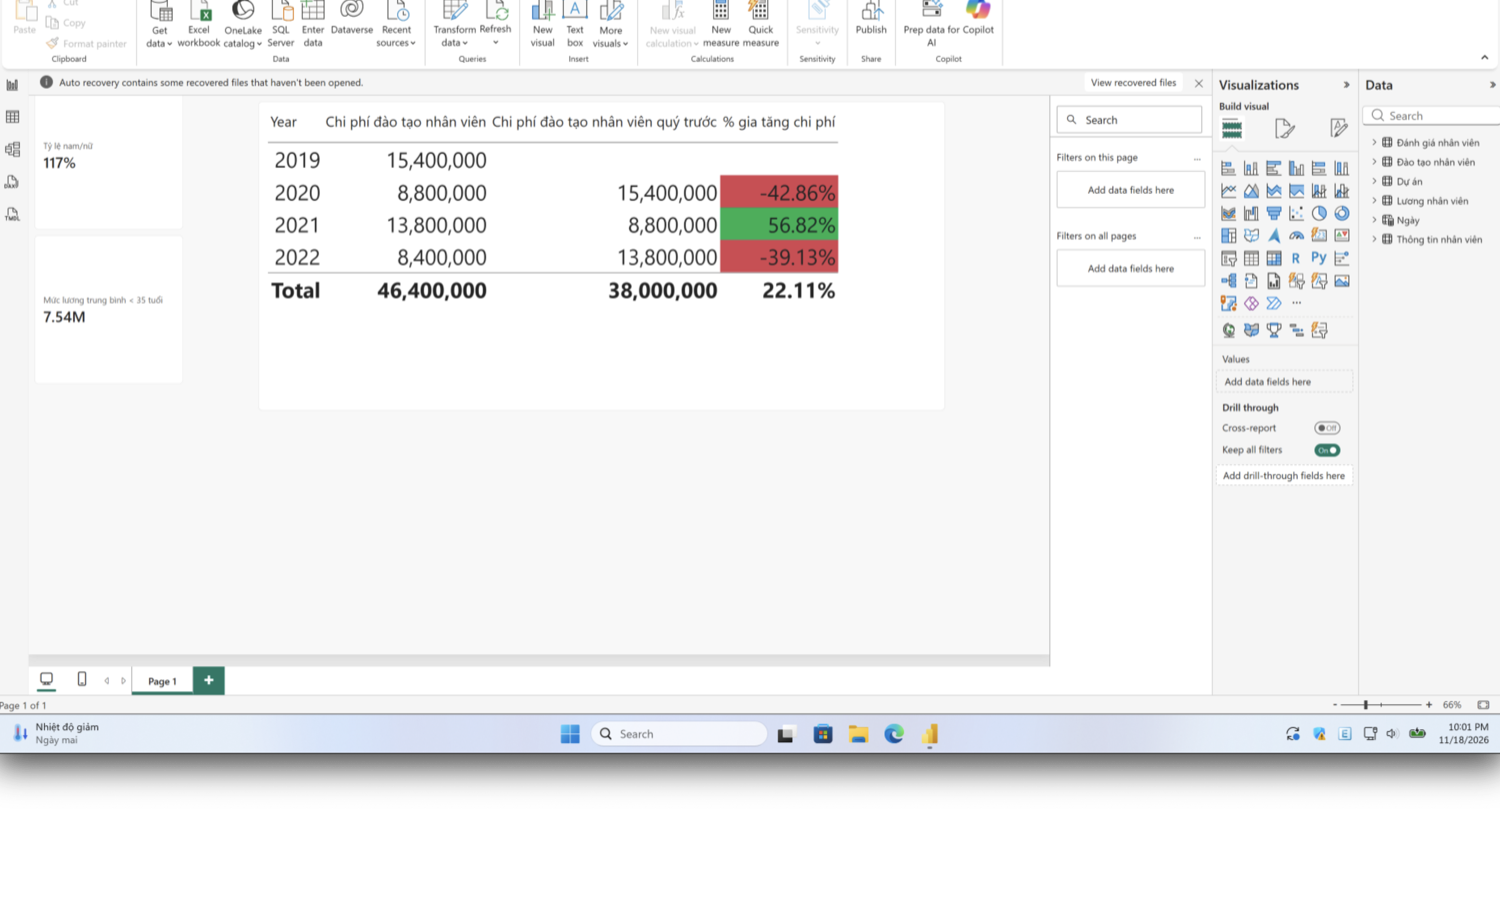 Paste
Cut
Copy
Format painter
Clipboard
Get data
Excel workbook
OneLake catalog
SQL Server
Enter data
Dataverse
Recent sources
Data
Transform data
Refresh
Queries
New visual
Text box
More visuals
Insert
New visual calculation
New measure
Quick measure
Calculations
Sensitivity
Sensitivity
Publish
Share
Prep data for AI
Copilot
Copilot
Auto recovery contains some recovered files that haven't been opened.
View recovered files
Tỷ lệ nam/nữ
117%
Mức lương trung bình < 35 tuổi
7.54M
Year Chi phí đào tạo nhân viên Chi phí đào tạo nhân viên quý trước % gia tăng chi phí
2019 15,400,000
2020 8,800,000 15,400,000 -42.86%
2021 13,800,000 8,800,000 56.82%
2022 8,400,000 13,800,000 -39.13%
Total 46,400,000 38,000,000 22.11%
Search
Filters on this page
...
Add data fields here
Filters on all pages
...
Add data fields here
Visualizations
Build visual
R
Py
...
Values
Add data fields here
Drill through
Cross-report
Off
Keep all filters
On
Add drill-through fields here
Data
Search
Đánh giá nhân viên
Đào tạo nhân viên
Dự án
Lương nhân viên
Ngày
Thông tin nhân viên
DAX
TMDL
Page 1
+
Page 1 of 1
- + 66%
Nhiệt độ giảm
Ngày mai
Search
E
10:01 PM
11/18/2026